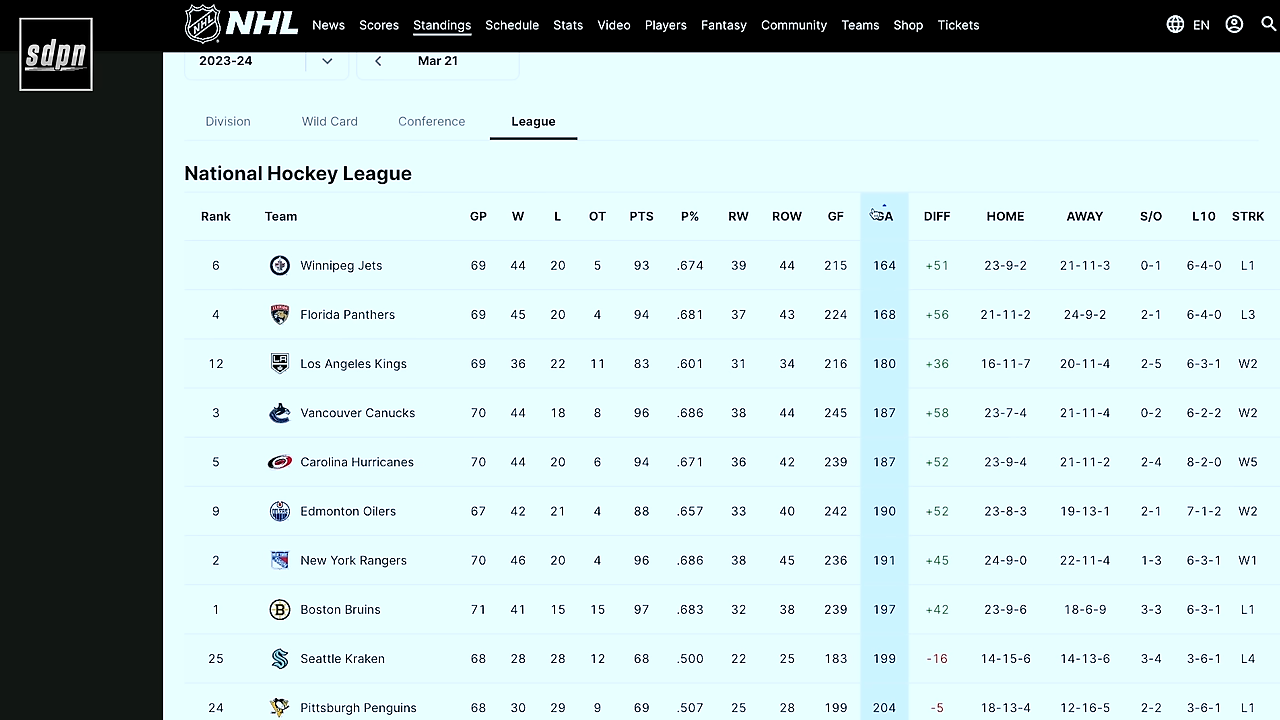 sdpn
NHL News Scores Standings Schedule Stats Video Players Fantasy Community Teams Shop Tickets EN
2023-24 Mar 21
Division Wild Card Conference League
National Hockey League
Rank Team GP W L OT PTS P% RW ROW GF GA DIFF HOME AWAY S/O L10 STRK
6 Winnipeg Jets 69 44 20 5 93 .674 39 44 215 164 +51 23-9-2 21-11-3 0-1 6-4-0 L1
4 Florida Panthers 69 45 20 4 94 .681 37 43 224 168 +56 21-11-2 24-9-2 2-1 6-4-0 L3
12 Los Angeles Kings 69 36 22 11 83 .601 31 34 216 180 +36 16-11-7 20-11-4 2-5 6-3-1 W2
3 Vancouver Canucks 70 44 18 8 96 .686 38 44 245 187 +58 23-7-4 21-11-4 0-2 6-2-2 W2
5 Carolina Hurricanes 70 44 20 6 94 .671 36 42 239 187 +52 23-9-4 21-11-2 2-4 8-2-0 W5
9 Edmonton Oilers 67 42 21 4 88 .657 33 40 242 190 +52 23-8-3 19-13-1 2-1 7-1-2 W2
2 New York Rangers 70 46 20 4 96 .686 38 45 236 191 +45 24-9-0 22-11-4 1-3 6-3-1 W1
1 Boston Bruins 71 41 15 15 97 .683 32 38 239 197 +42 23-9-6 18-6-9 3-3 6-3-1 L1
25 Seattle Kraken 68 28 28 12 68 .500 22 25 183 199 -16 14-15-6 14-13-6 3-4 3-6-1 L4
24 Pittsburgh Penguins 68 30 29 9 69 .507 25 28 199 204 -5 18-13-4 12-16-5 2-2 3-6-1 L1